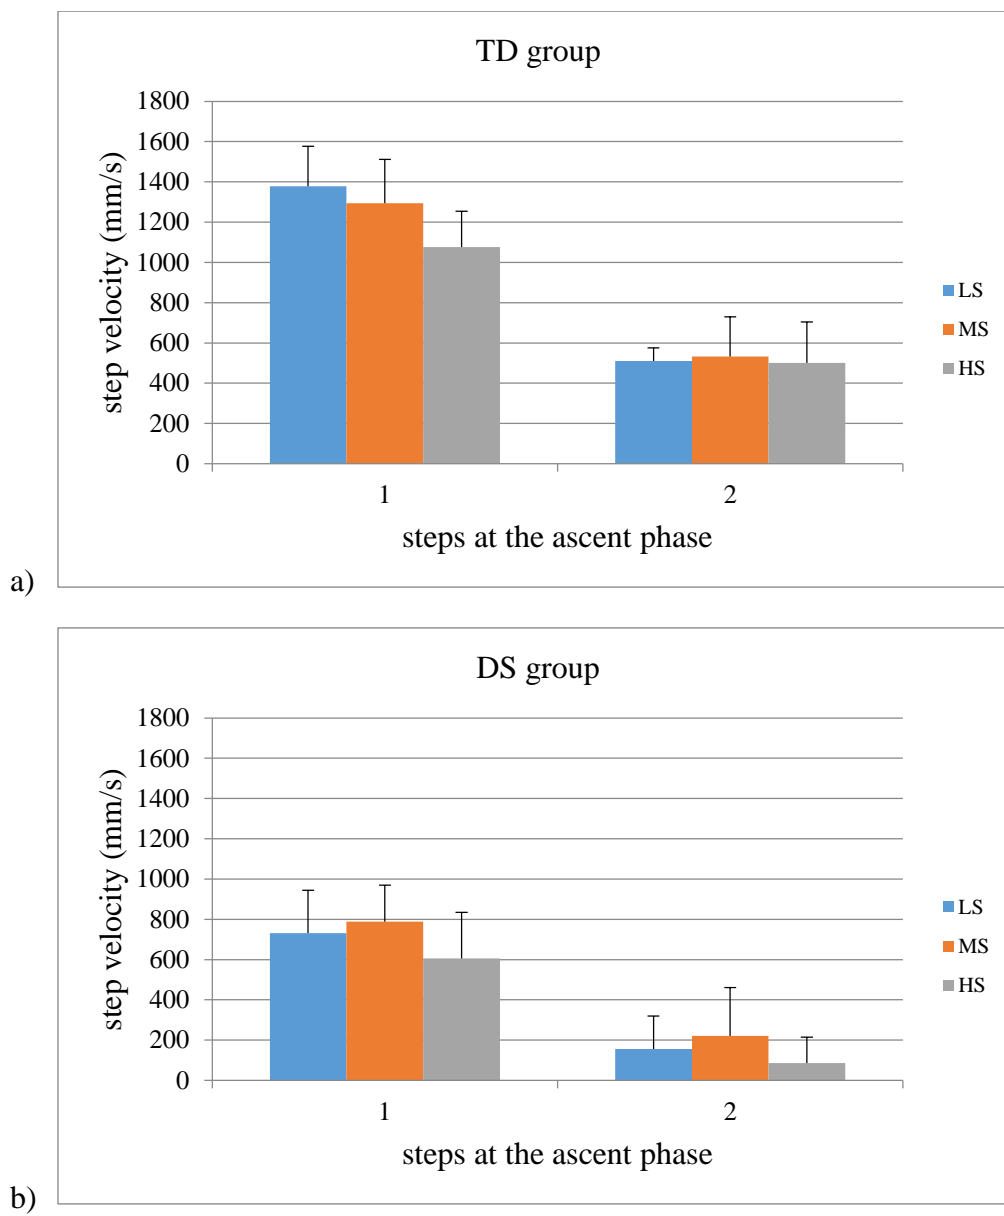 TD group
step velocity (mm/s)
1800
1600
1400
1200
1000
800
600
400
200
0
1 2
steps at the ascent phase
LS
MS
HS
a)
DS group
step velocity (mm/s)
1800
1600
1400
1200
1000
800
600
400
200
0
1 2
steps at the ascent phase
LS
MS
HS
b)